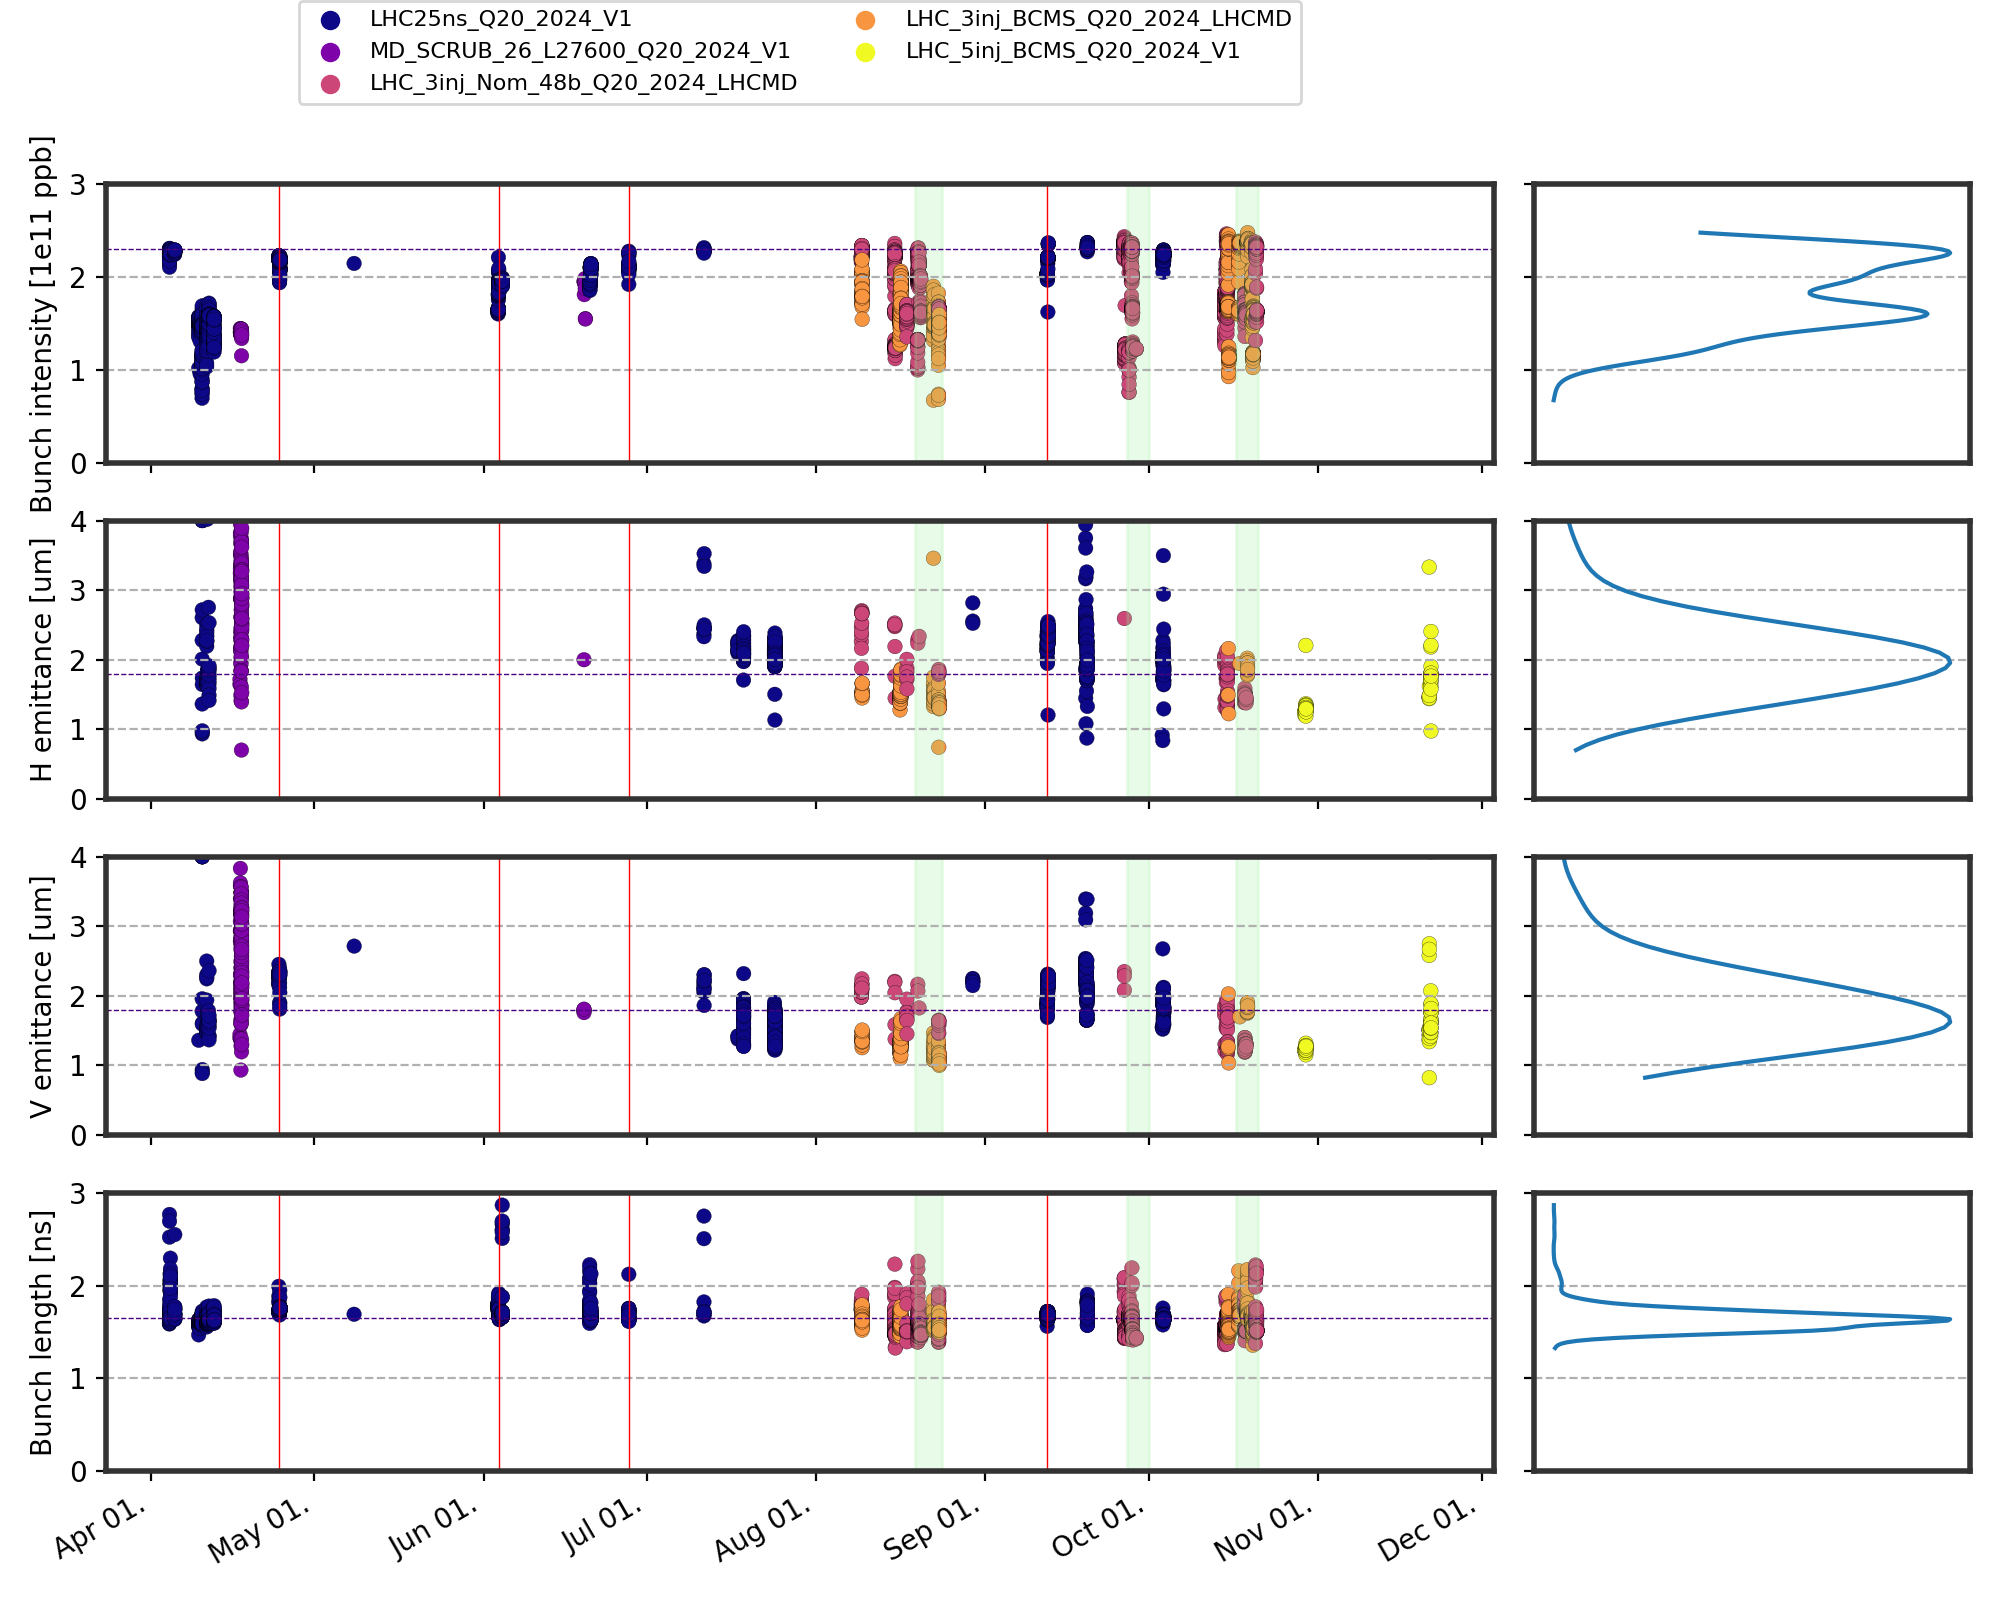 LHC25ns_Q20_2024_V1
MD_SCRUB_26_L27600_Q20_2024_V1
LHC_3inj_Nom_48b_Q20_2024_LHCMD
LHC_3inj_BCMS_Q20_2024_LHCMD
LHC_5inj_BCMS_Q20_2024_V1
Bunch intensity [1e11 ppb]
3
2
1
0
H emittance [um]
4
3
2
1
0
V emittance [um]
4
3
2
1
0
Bunch length [ns]
3
2
1
0
Apr 01.
May 01.
Jun 01.
Jul 01.
Aug 01.
Sep 01.
Oct 01.
Nov 01.
Dec 01.